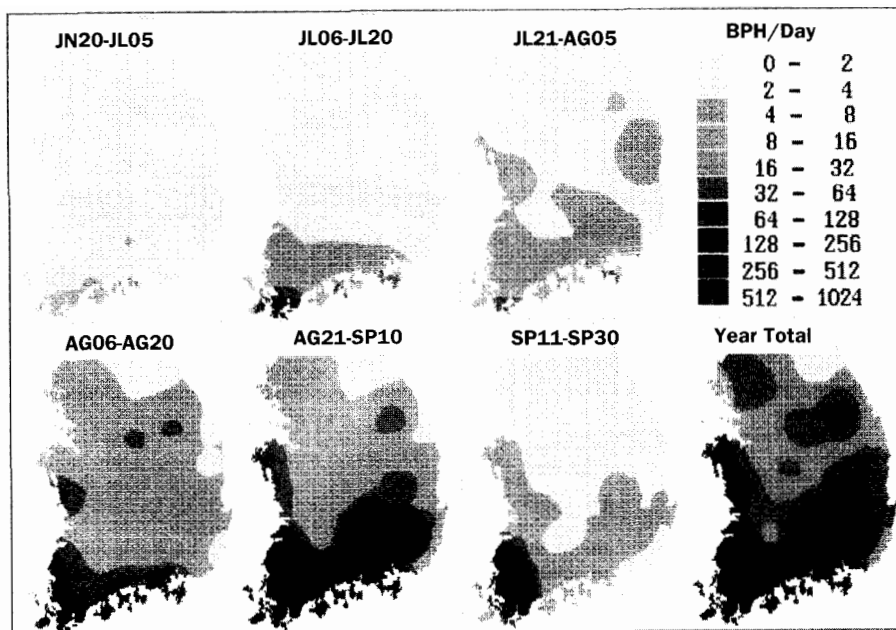 JN20-JL05
JL06-JL20
JL21-AG05
BPH/Day
0 - 2
2 - 4
4 - 8
8 - 16
16 - 32
32 - 64
64 - 128
128 - 256
256 - 512
512 - 1024
AG06-AG20
AG21-SP10
SP11-SP30
Year Total